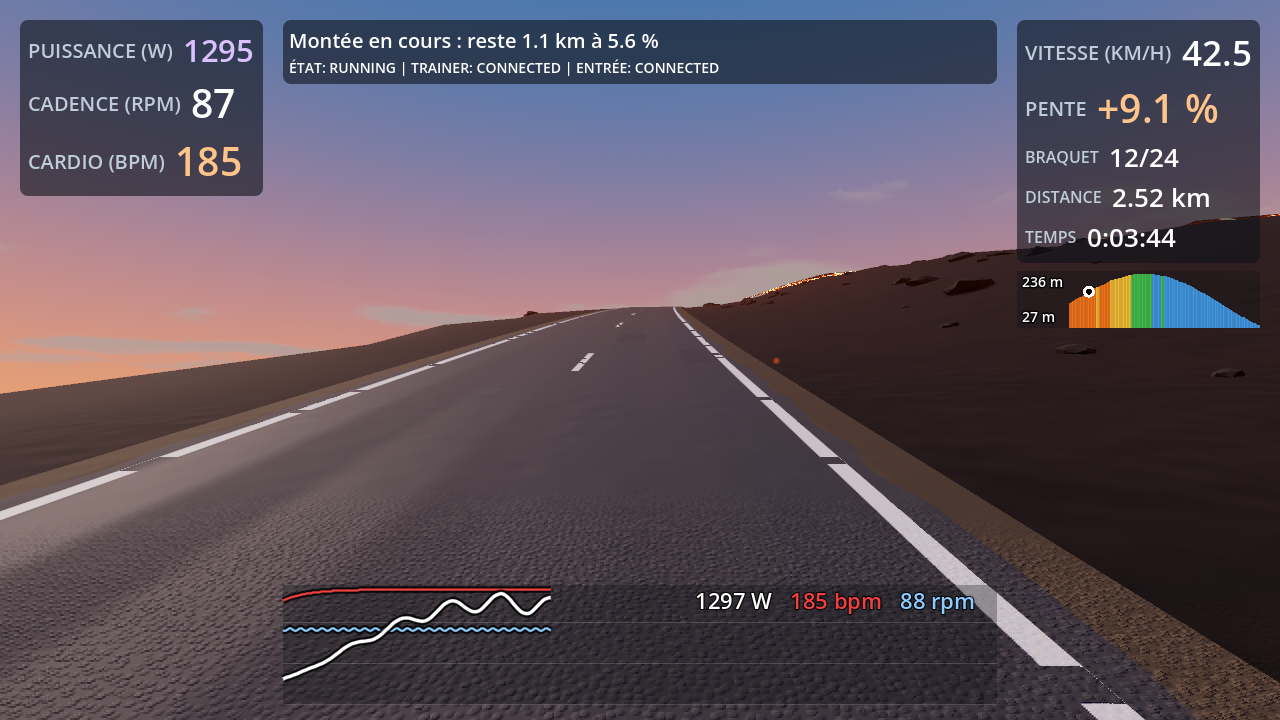 PUISSANCE (W) 1295
CADENCE (RPM) 87
CARDIO (BPM) 185
Montée en cours : reste 1.1 km à 5.6 %
ÉTAT: RUNNING | TRAINER: CONNECTED | ENTRÉE: CONNECTED
VITESSE (KM/H) 42.5
PENTE +9.1 %
BRAQUET 12/24
DISTANCE 2.52 km
TEMPS 0:03:44
236 m
27 m
1297 W 185 bpm 88 rpm